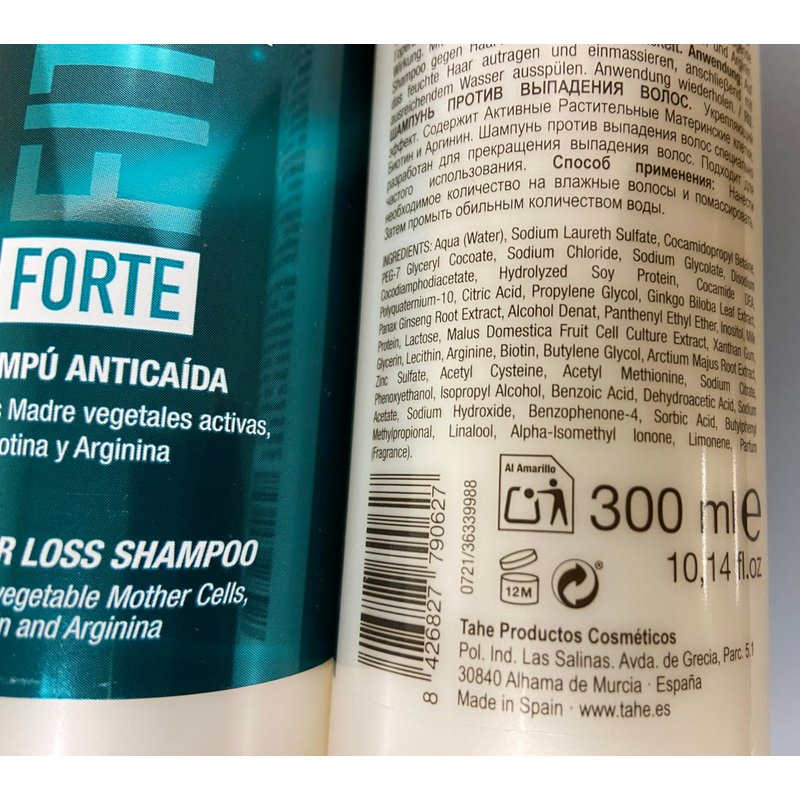 FIT
FORTE
MPÚ ANTICAÍDA
s Madre vegetales activas,
otina y Arginina
R LOSS SHAMPOO
vegetable Mother Cells,
n and Arginina
Shampoo gegen
das feuchte Haar autragen und einmassieren, anschließend mit
ausreichendem Wasser ausspülen. Anwendung wiederholen. /
ШАМПУНЬ ПРОТИВ ВЫПАДЕНИЯ ВОЛОС. Укрепляющий
эффект. Содержит Активные Растительные Материнские клетки,
Биотин и Аргинин. Шампунь против выпадения волос специально
разработан для прекращения выпадения волос. Подходит для
частого использования. Способ применения: Нанести
необходимое количество на влажные волосы и помассировать.
Затем промыть обильным количеством воды.
INGREDIENTS: Aqua (Water), Sodium Laureth Sulfate, Cocamidopropyl Betaine,
PEG-7 Glyceryl Cocoate, Sodium Chloride, Sodium Glycolate, Disodium
Cocodiamphodiacetate, Hydrolyzed Soy Protein, Cocamide DEA,
Polyquaternium-10, Citric Acid, Propylene Glycol, Ginkgo Biloba Leaf Extract,
Panax Ginseng Root Extract, Alcohol Denat, Panthenyl Ethyl Ether, Inositol, Milk
Protein, Lactose, Malus Domestica Fruit Cell Culture Extract, Xanthan Gum,
Glycerin, Lecithin, Arginine, Biotin, Butylene Glycol, Arctium Majus Root Extract,
Zinc Sulfate, Acetyl Cysteine, Acetyl Methionine, Sodium Citrate,
Phenoxyethanol, Isopropyl Alcohol, Benzoic Acid, Dehydroacetic Acid, Sodium
Acetate, Sodium Hydroxide, Benzophenone-4, Sorbic Acid, Butylphenyl
Methylpropional, Linalool, Alpha-Isomethyl Ionone, Limonene, Parfum
(Fragrance).
8 426827 790627
0721/36339988
Al Amarillo
300 ml e
10,14 fl.oz
12M
®
Tahe Productos Cosméticos
Pol. Ind. Las Salinas. Avda. de Grecia, Parc. 5.1
30840 Alhama de Murcia · España
Made in Spain · www.tahe.es